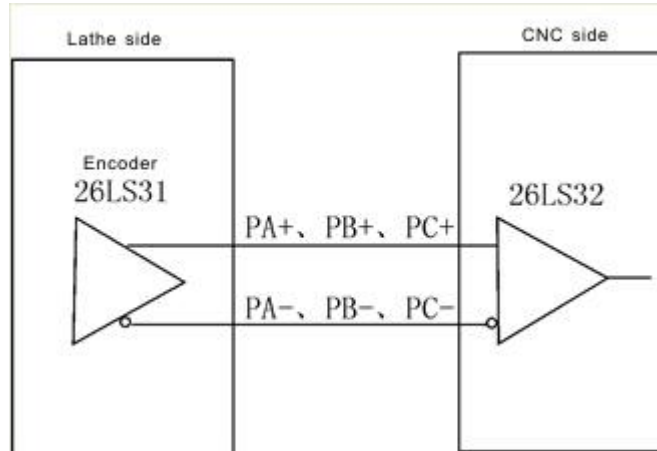 Lathe side
CNC side
Encoder
26LS31
26LS32
PA+、PB+、PC+
PA-、PB-、PC-